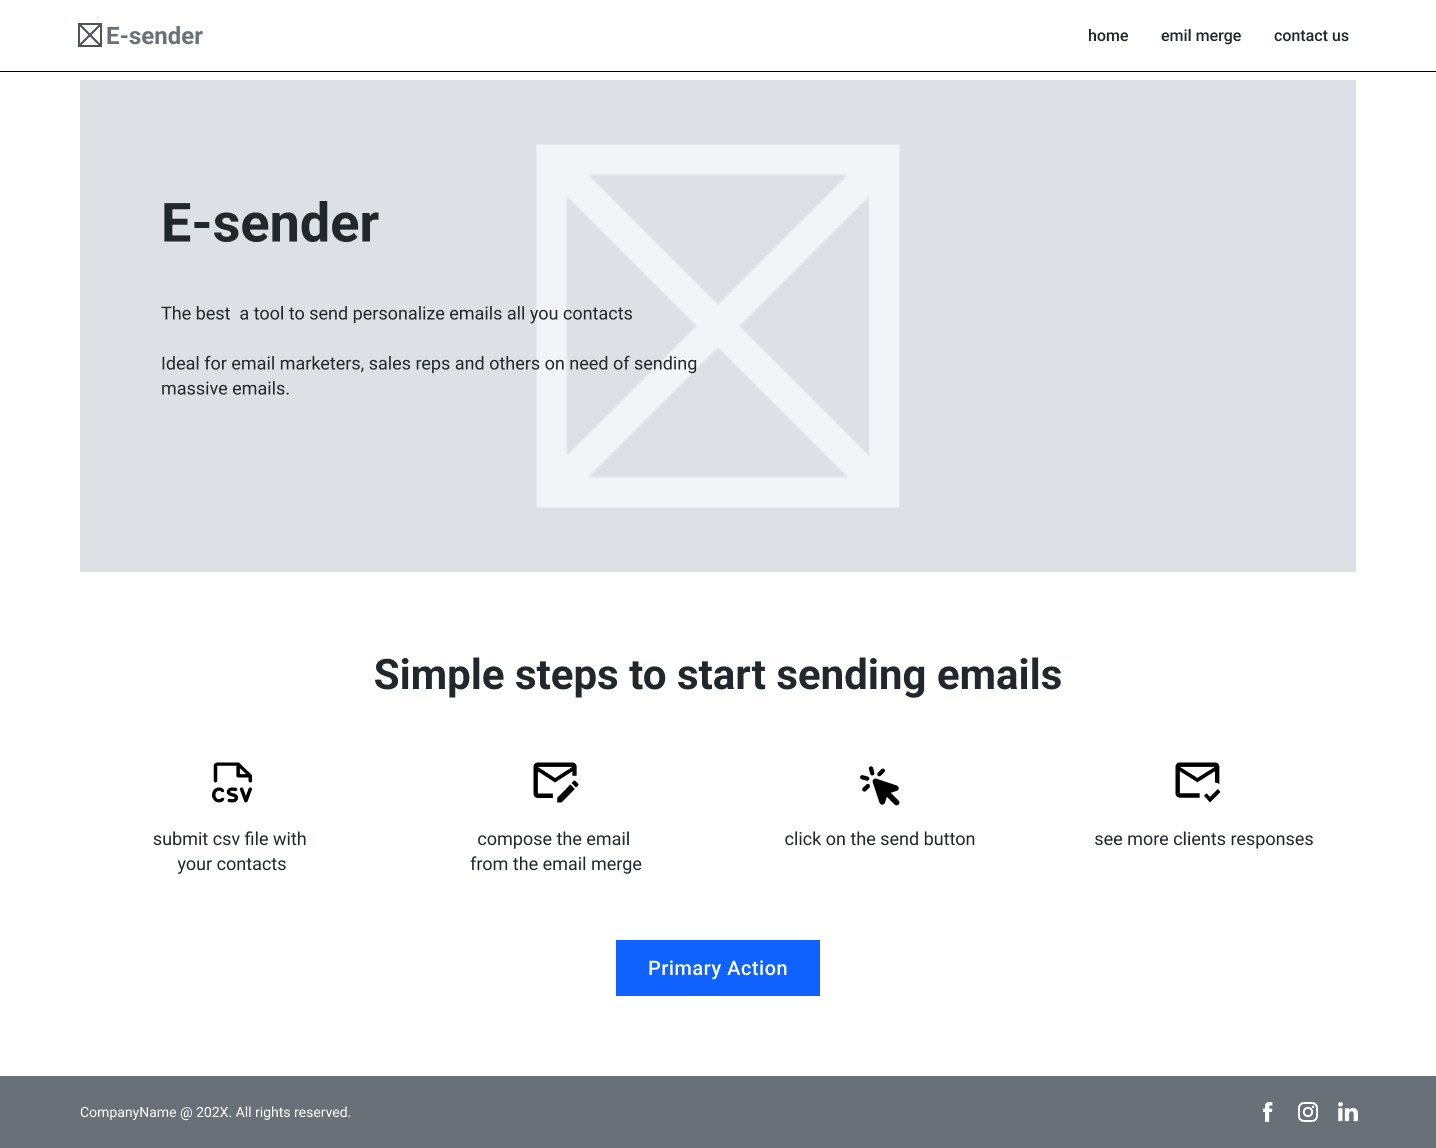 E-sender
home
emil merge
contact us
E-sender
The best  a tool to send personalize emails all you contacts
Ideal for email marketers, sales reps and others on need of sending
massive emails.
Simple steps to start sending emails
CSV
submit csv file with
your contacts
compose the email
from the email merge
click on the send button
see more clients responses
Primary Action
CompanyName @ 202X. All rights reserved.
f
in